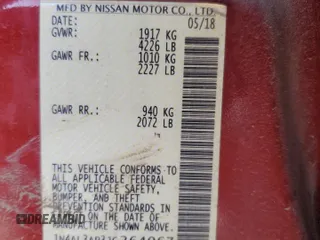 MFD BY NISSAN MOTOR CO., LTD.
DATE: 05/18
GVWR: 1917 KG
4226 LB
GAWR FR.: 1010 KG
2227 LB
GAWR RR.: 940 KG
2072 LB
THIS VEHICLE CONFORMS TO
ALL APPLICABLE FEDERAL
MOTOR VEHICLE SAFETY,
BUMPER, AND THEFT
PREVENTION STANDARDS IN
EFFECT ON THE DATE OF
MANUFACTURE SHOWN ABOVE.
DREAMBID